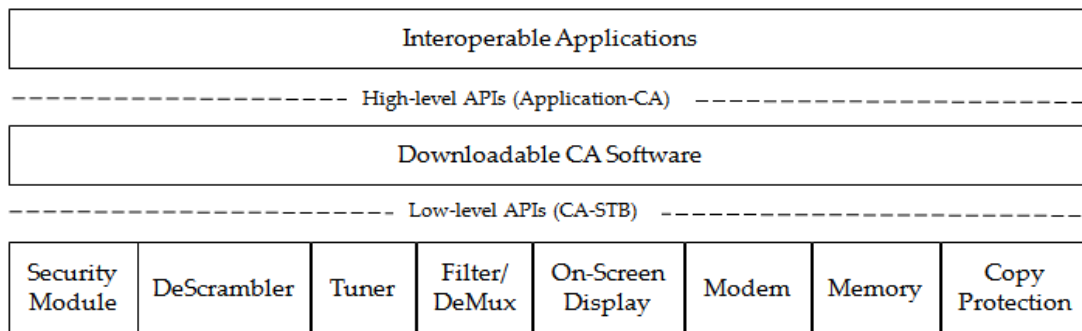 Interoperable Applications
High-level APIs (Application-CA)
Downloadable CA Software
Low-level APIs (CA-STB)
Security
Module
DeScrambler
Tuner
Filter/
DeMux
On-Screen
Display
Modem
Memory
Copy
Protection